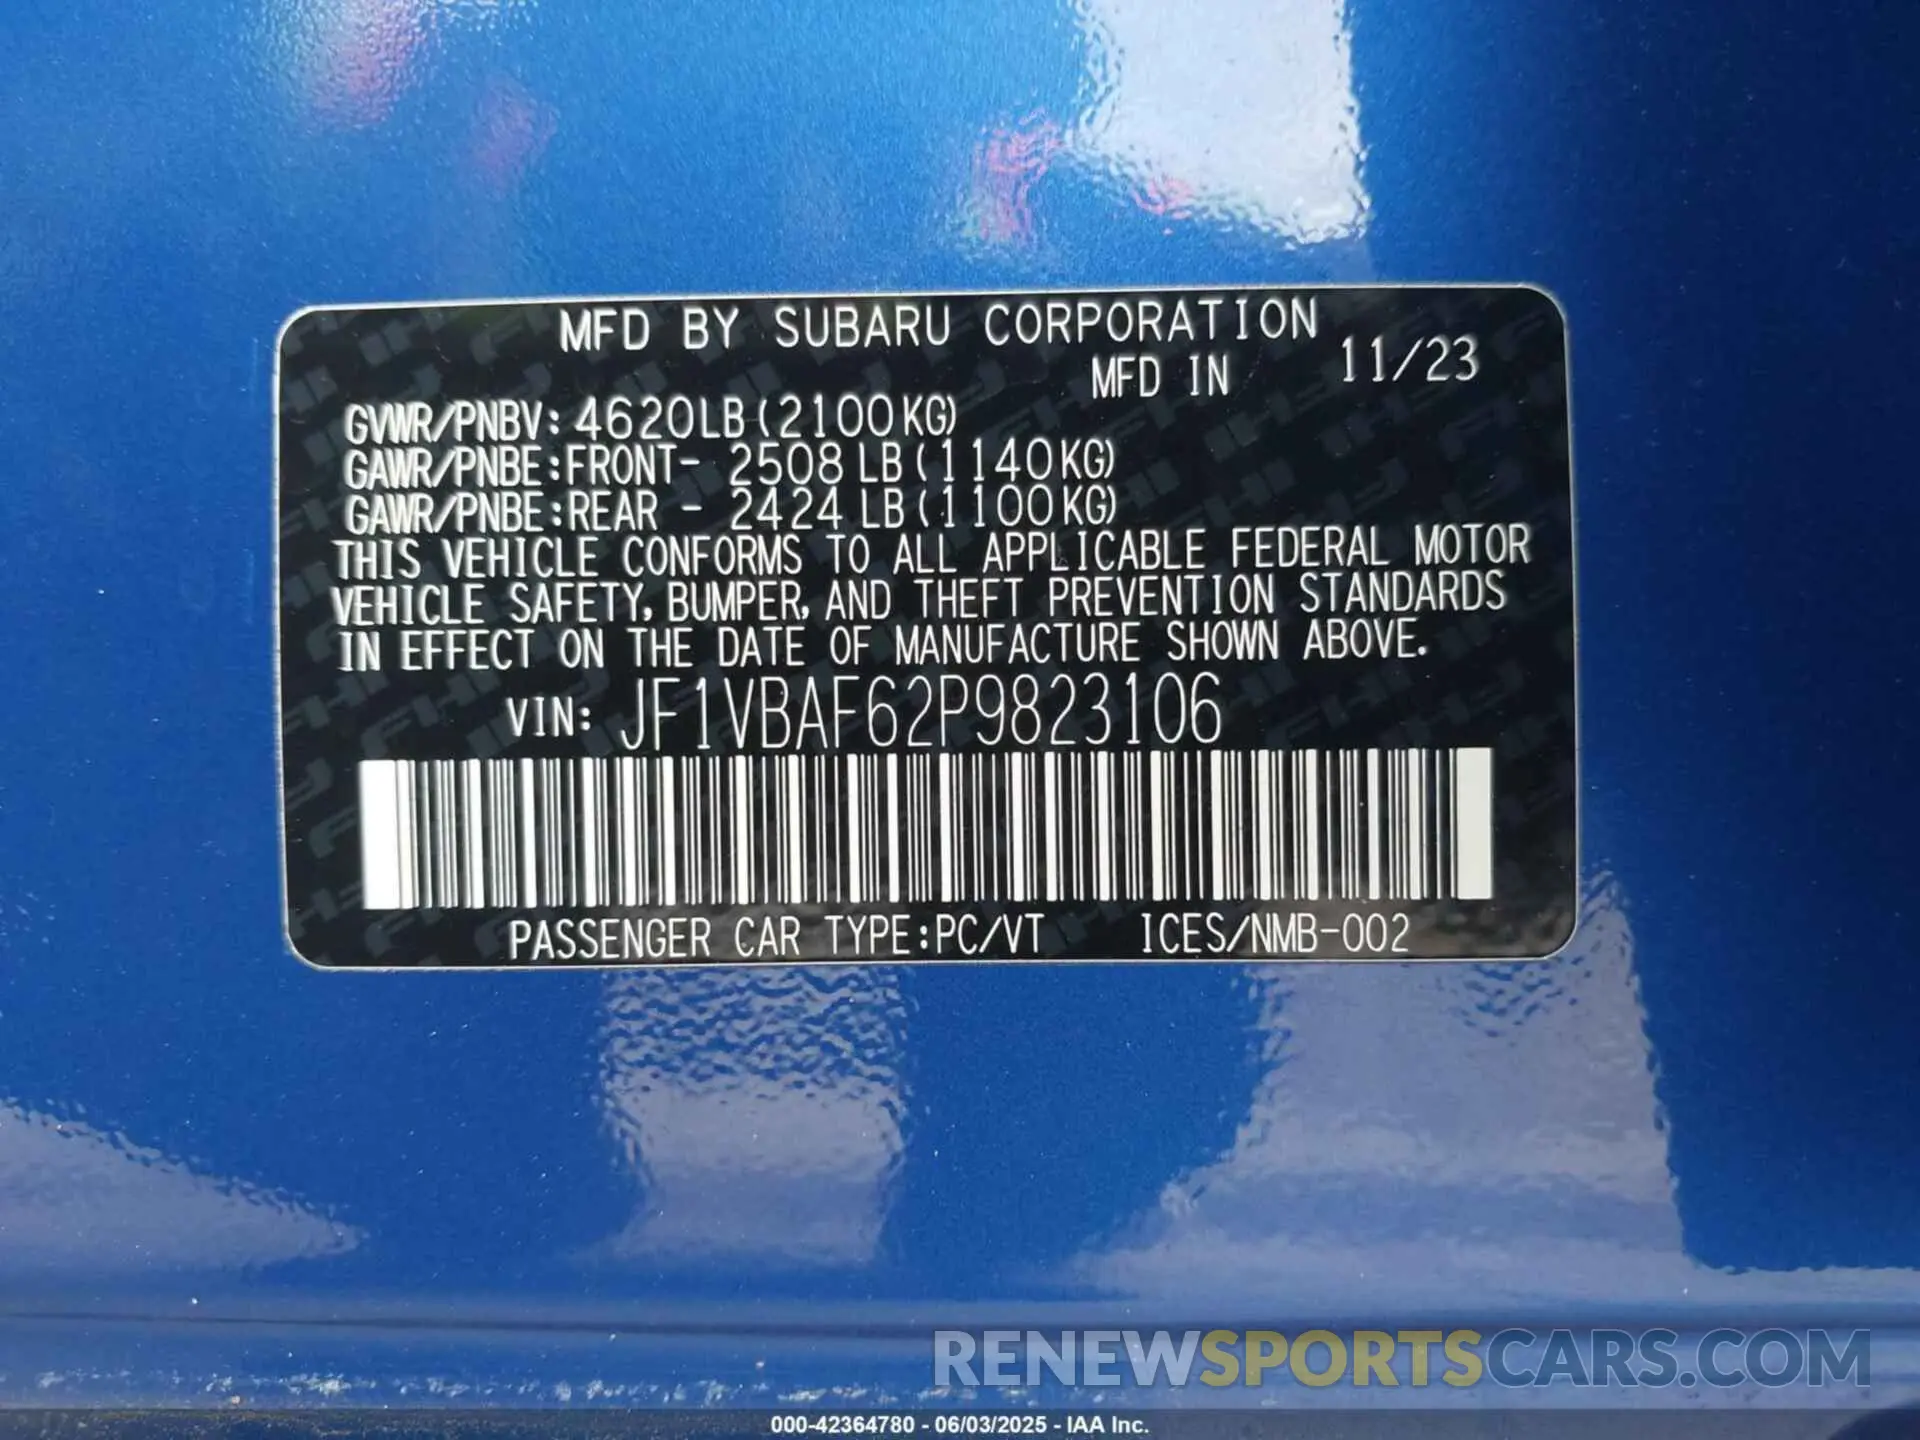 MFD BY SUBARU CORPORATION
MFD IN 11/23
GVWR/PNBV: 4620LB(2100KG)
GAWR/PNBE:FRONT- 2508 LB(1140KG)
GAWR/PNBE:REAR - 2424 LB(1100KG)
THIS VEHICLE CONFORMS TO ALL APPLICABLE FEDERAL MOTOR
VEHICLE SAFETY, BUMPER, AND THEFT PREVENTION STANDARDS
IN EFFECT ON THE DATE OF MANUFACTURE SHOWN ABOVE.
VIN: JF1VBAF62P9823106
PASSENGER CAR TYPE:PC/VT ICES/NMB-002
RENEWSPORTSCARS.COM
000-42364780 - 06/03/2025 - IAA Inc.